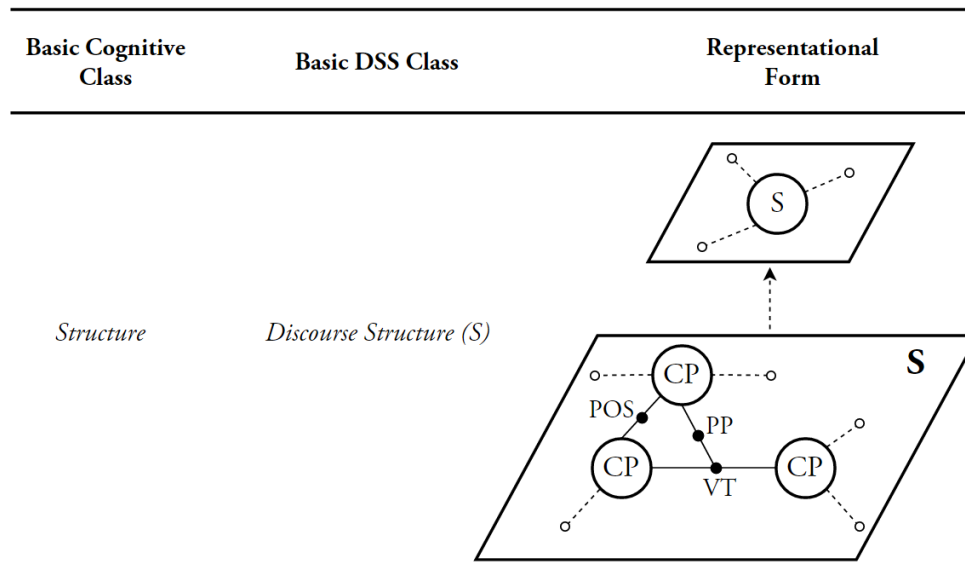 Basic Cognitive
Class
Basic DSS Class
Representational
Form
S
Structure
Discourse Structure (S)
S
CP
POS
PP
CP
CP
VT